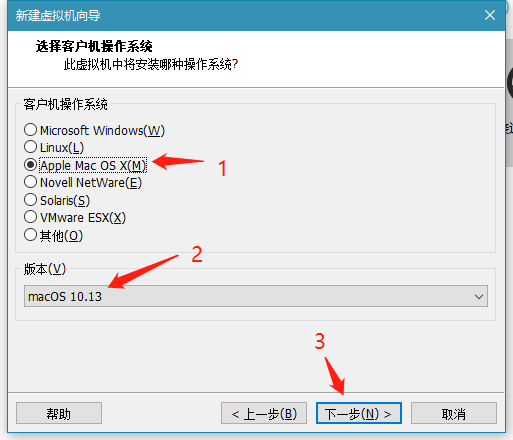 新建虚拟机向导
选择客户机操作系统
此虚拟机中将安装哪种操作系统?
客户机操作系统
Microsoft Windows(W)
Linux(L)
Apple Mac OS X(M)
1
Novell NetWare(E)
Solaris(S)
VMware ESX(X)
其他(O)
2
版本(V)
macOS 10.13
3
帮助
< 上一步(B)
下一步(N) >
取消